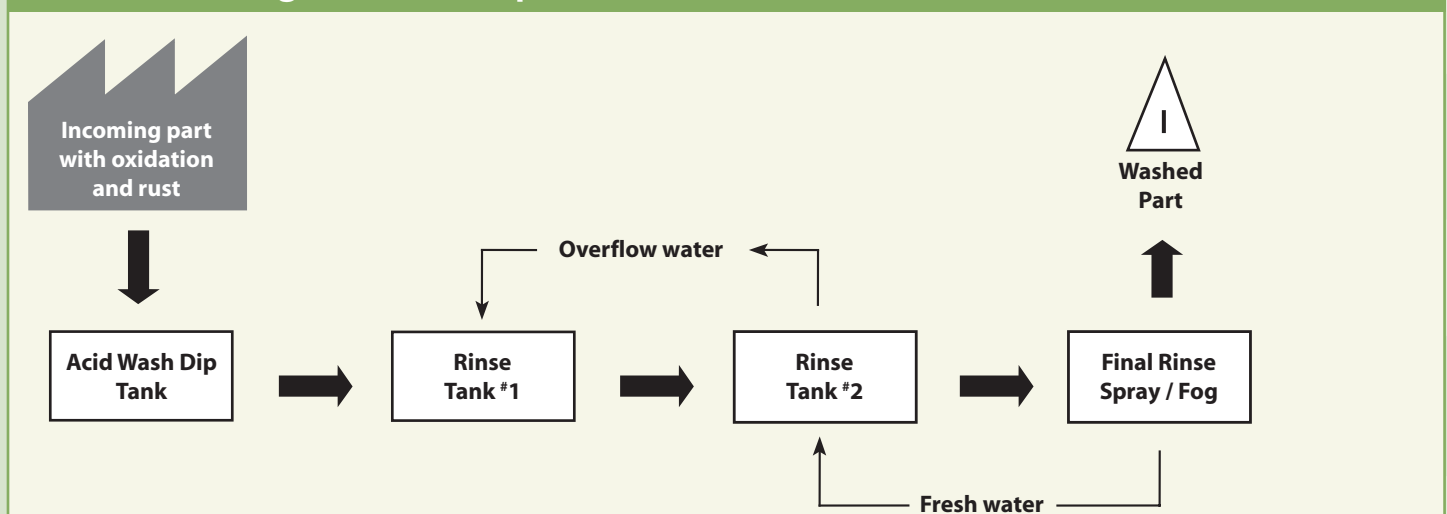 Incoming part
with oxidation
and rust
I
Washed
Part
Overflow water
Acid Wash Dip
Tank
Rinse
Tank #1
Rinse
Tank #2
Final Rinse
Spray / Fog
Fresh water